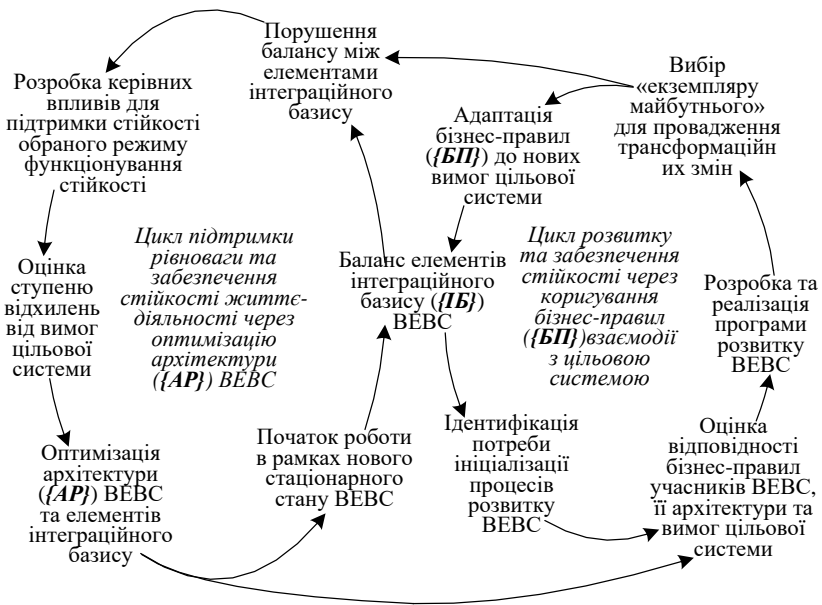 Порушення
балансу між
елементами
інтеграційного
базису
Розробка керівних
впливів для
підтримки стійкості
обраного режиму
функціонування
стійкості
Вибір
«екземпляру
майбутнього»
для провадження
трансформаційн
их змін
Адаптація
бізнес-правил
({БП}) до нових
вимог цільової
системи
Цикл підтримки
рівноваги та
забезпечення
стійкості життє-
діяльності через
оптимізацію
архітектури
({АР}) ВЕВС
Баланс елементів
інтеграційного
базису ({ІБ})
ВЕВС
Цикл розвитку
та забезпечення
стійкості через
коригування
бізнес-правил
({БП})взаємодії
з цільовою
системою
Оцінка
ступеню
відхилень
від вимог
цільової
системи
Розробка та
реалізація
програми
розвитку
ВЕВС
Оптимізація
архітектури
({АР}) ВЕВС
та елементів
інтеграційного
базису
Початок роботи
в рамках нового
стаціонарного
стану ВЕВС
Ідентифікація
потреби
ініціалізації
процесів
розвитку
ВЕВС
Оцінка
відповідності
бізнес-правил
учасників ВЕВС,
її архітектури та
вимог цільової
системи